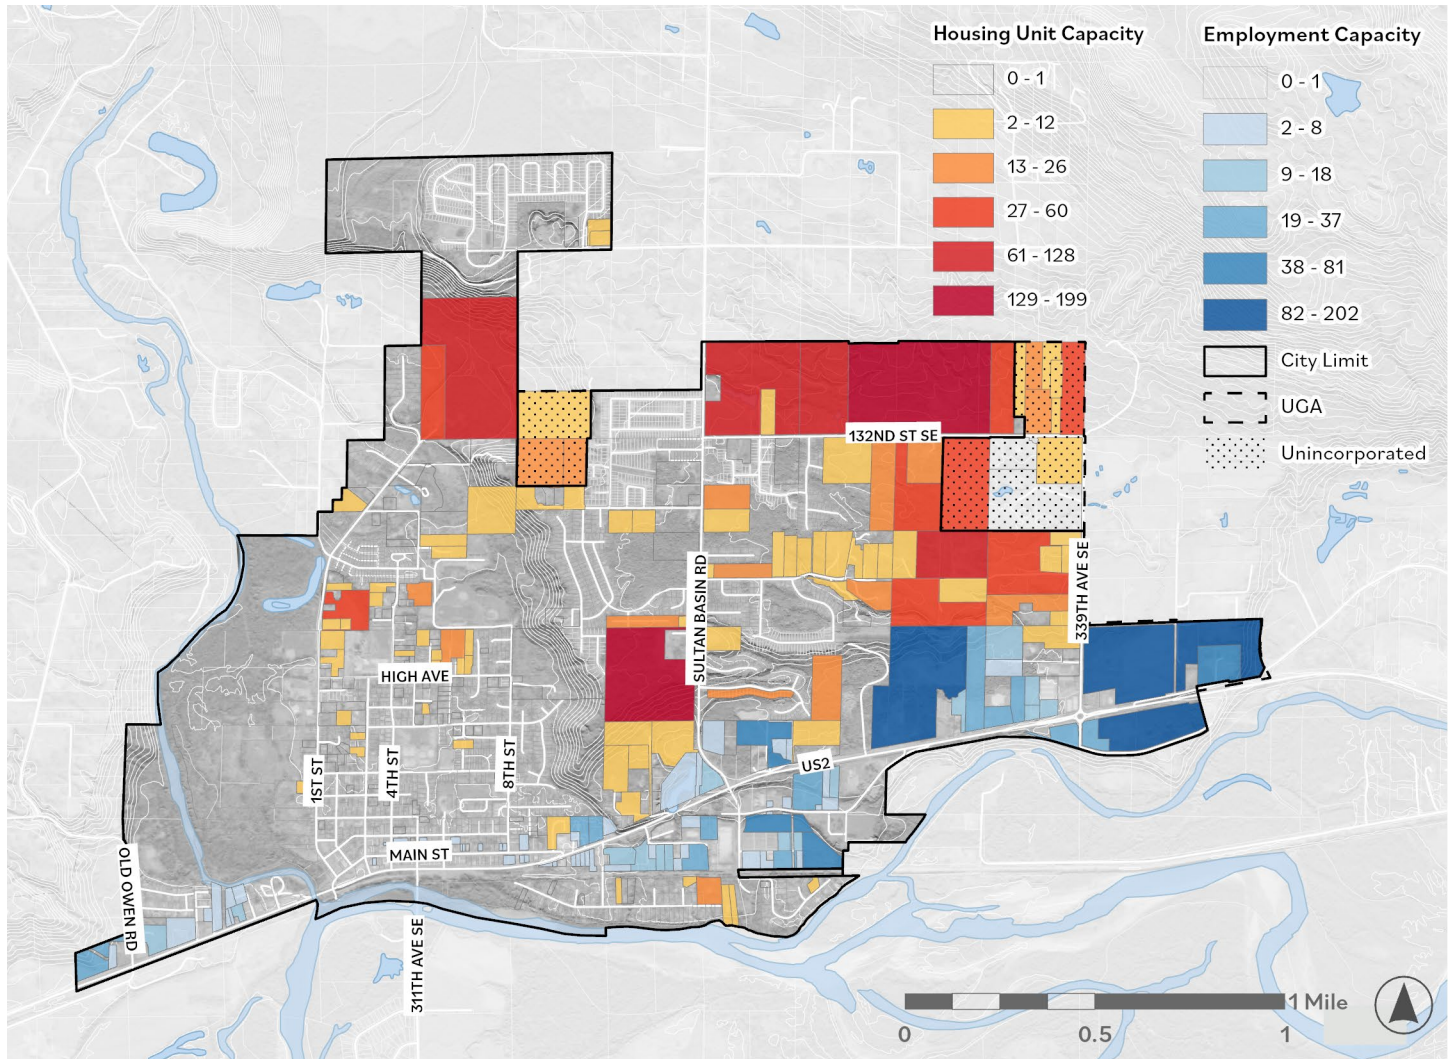 Housing Unit Capacity
0 - 1
2 - 12
13 - 26
27 - 60
61 - 128
129 - 199
Employment Capacity
0 - 1
2 - 8
9 - 18
19 - 37
38 - 81
82 - 202
City Limit
UGA
Unincorporated
132ND ST SE
SULTAN BASIN RD
339TH AVE SE
HIGH AVE
1ST ST
4TH ST
8TH ST
US2
MAIN ST
OLD OWEN RD
311TH AVE SE
1 Mile
0
0.5
1